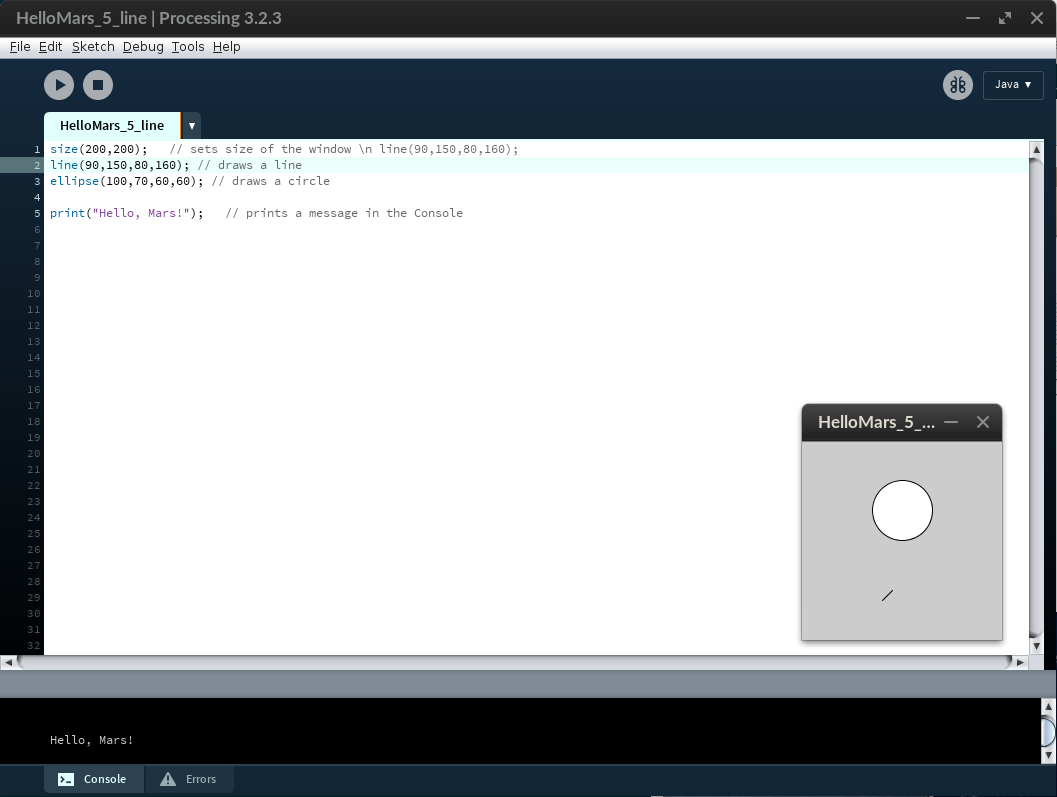 HelloMars_5_line | Processing 3.2.3
File Edit Sketch Debug Tools Help
Java ▼
HelloMars_5_line ▼
1 size(200,200);   // sets size of the window \n line(90,150,80,160);
2 line(90,150,80,160); // draws a line
3 ellipse(100,70,60,60); // draws a circle
4
5 print("Hello, Mars!");   // prints a message in the Console
6
7
8
9
10
11
12
13
14
15
16
17
18
19
20
21
22
23
24
25
26
27
28
29
30
31
32
HelloMars_5_...
Hello, Mars!
Console Errors